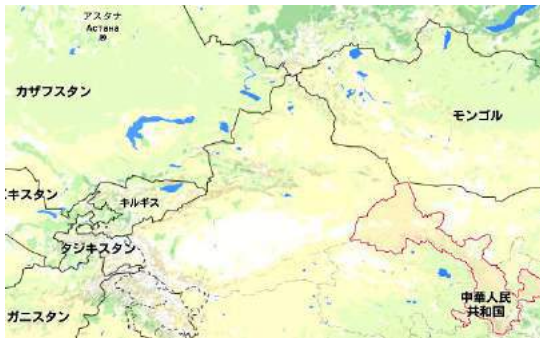 アスタナ
Астана
カザフスタン
モンゴル
キスタン
キルギス
タジキスタン
中華人民
共和国
ガニスタン